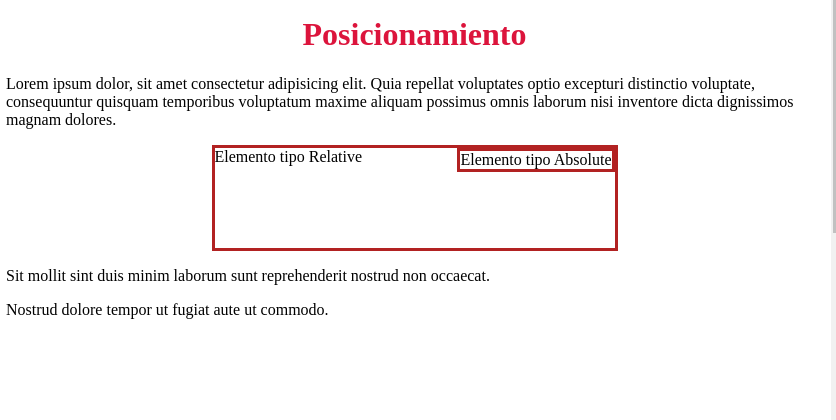 Posicionamiento
Lorem ipsum dolor, sit amet consectetur adipisicing elit. Quia repellat voluptates optio excepturi distinctio voluptate,
consequuntur quisquam temporibus voluptatum maxime aliquam possimus omnis laborum nisi inventore dicta dignissimos
magnam dolores.
Elemento tipo Relative
Elemento tipo Absolute
Sit mollit sint duis minim laborum sunt reprehenderit nostrud non occaecat.
Nostrud dolore tempor ut fugiat aute ut commodo.